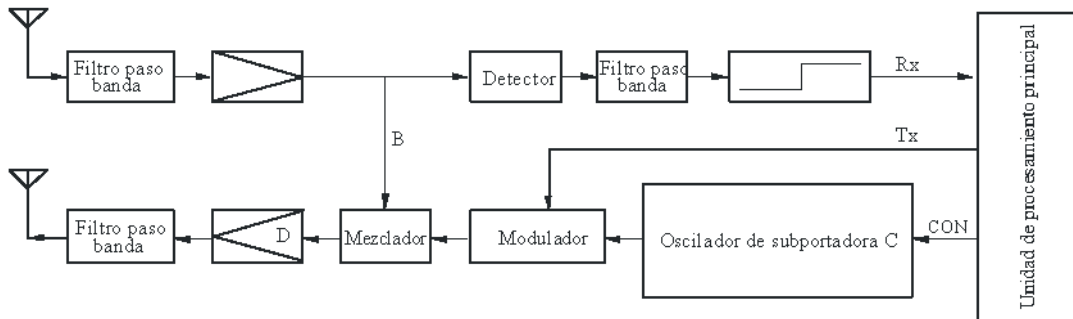 Filtro paso
banda
Detector
Filtro paso
banda
Rx
Tx
B
Filtro paso
banda
D
Mezclador
Modulador
Oscilador de subportadora C
CON
Unidad de procesamiento principal